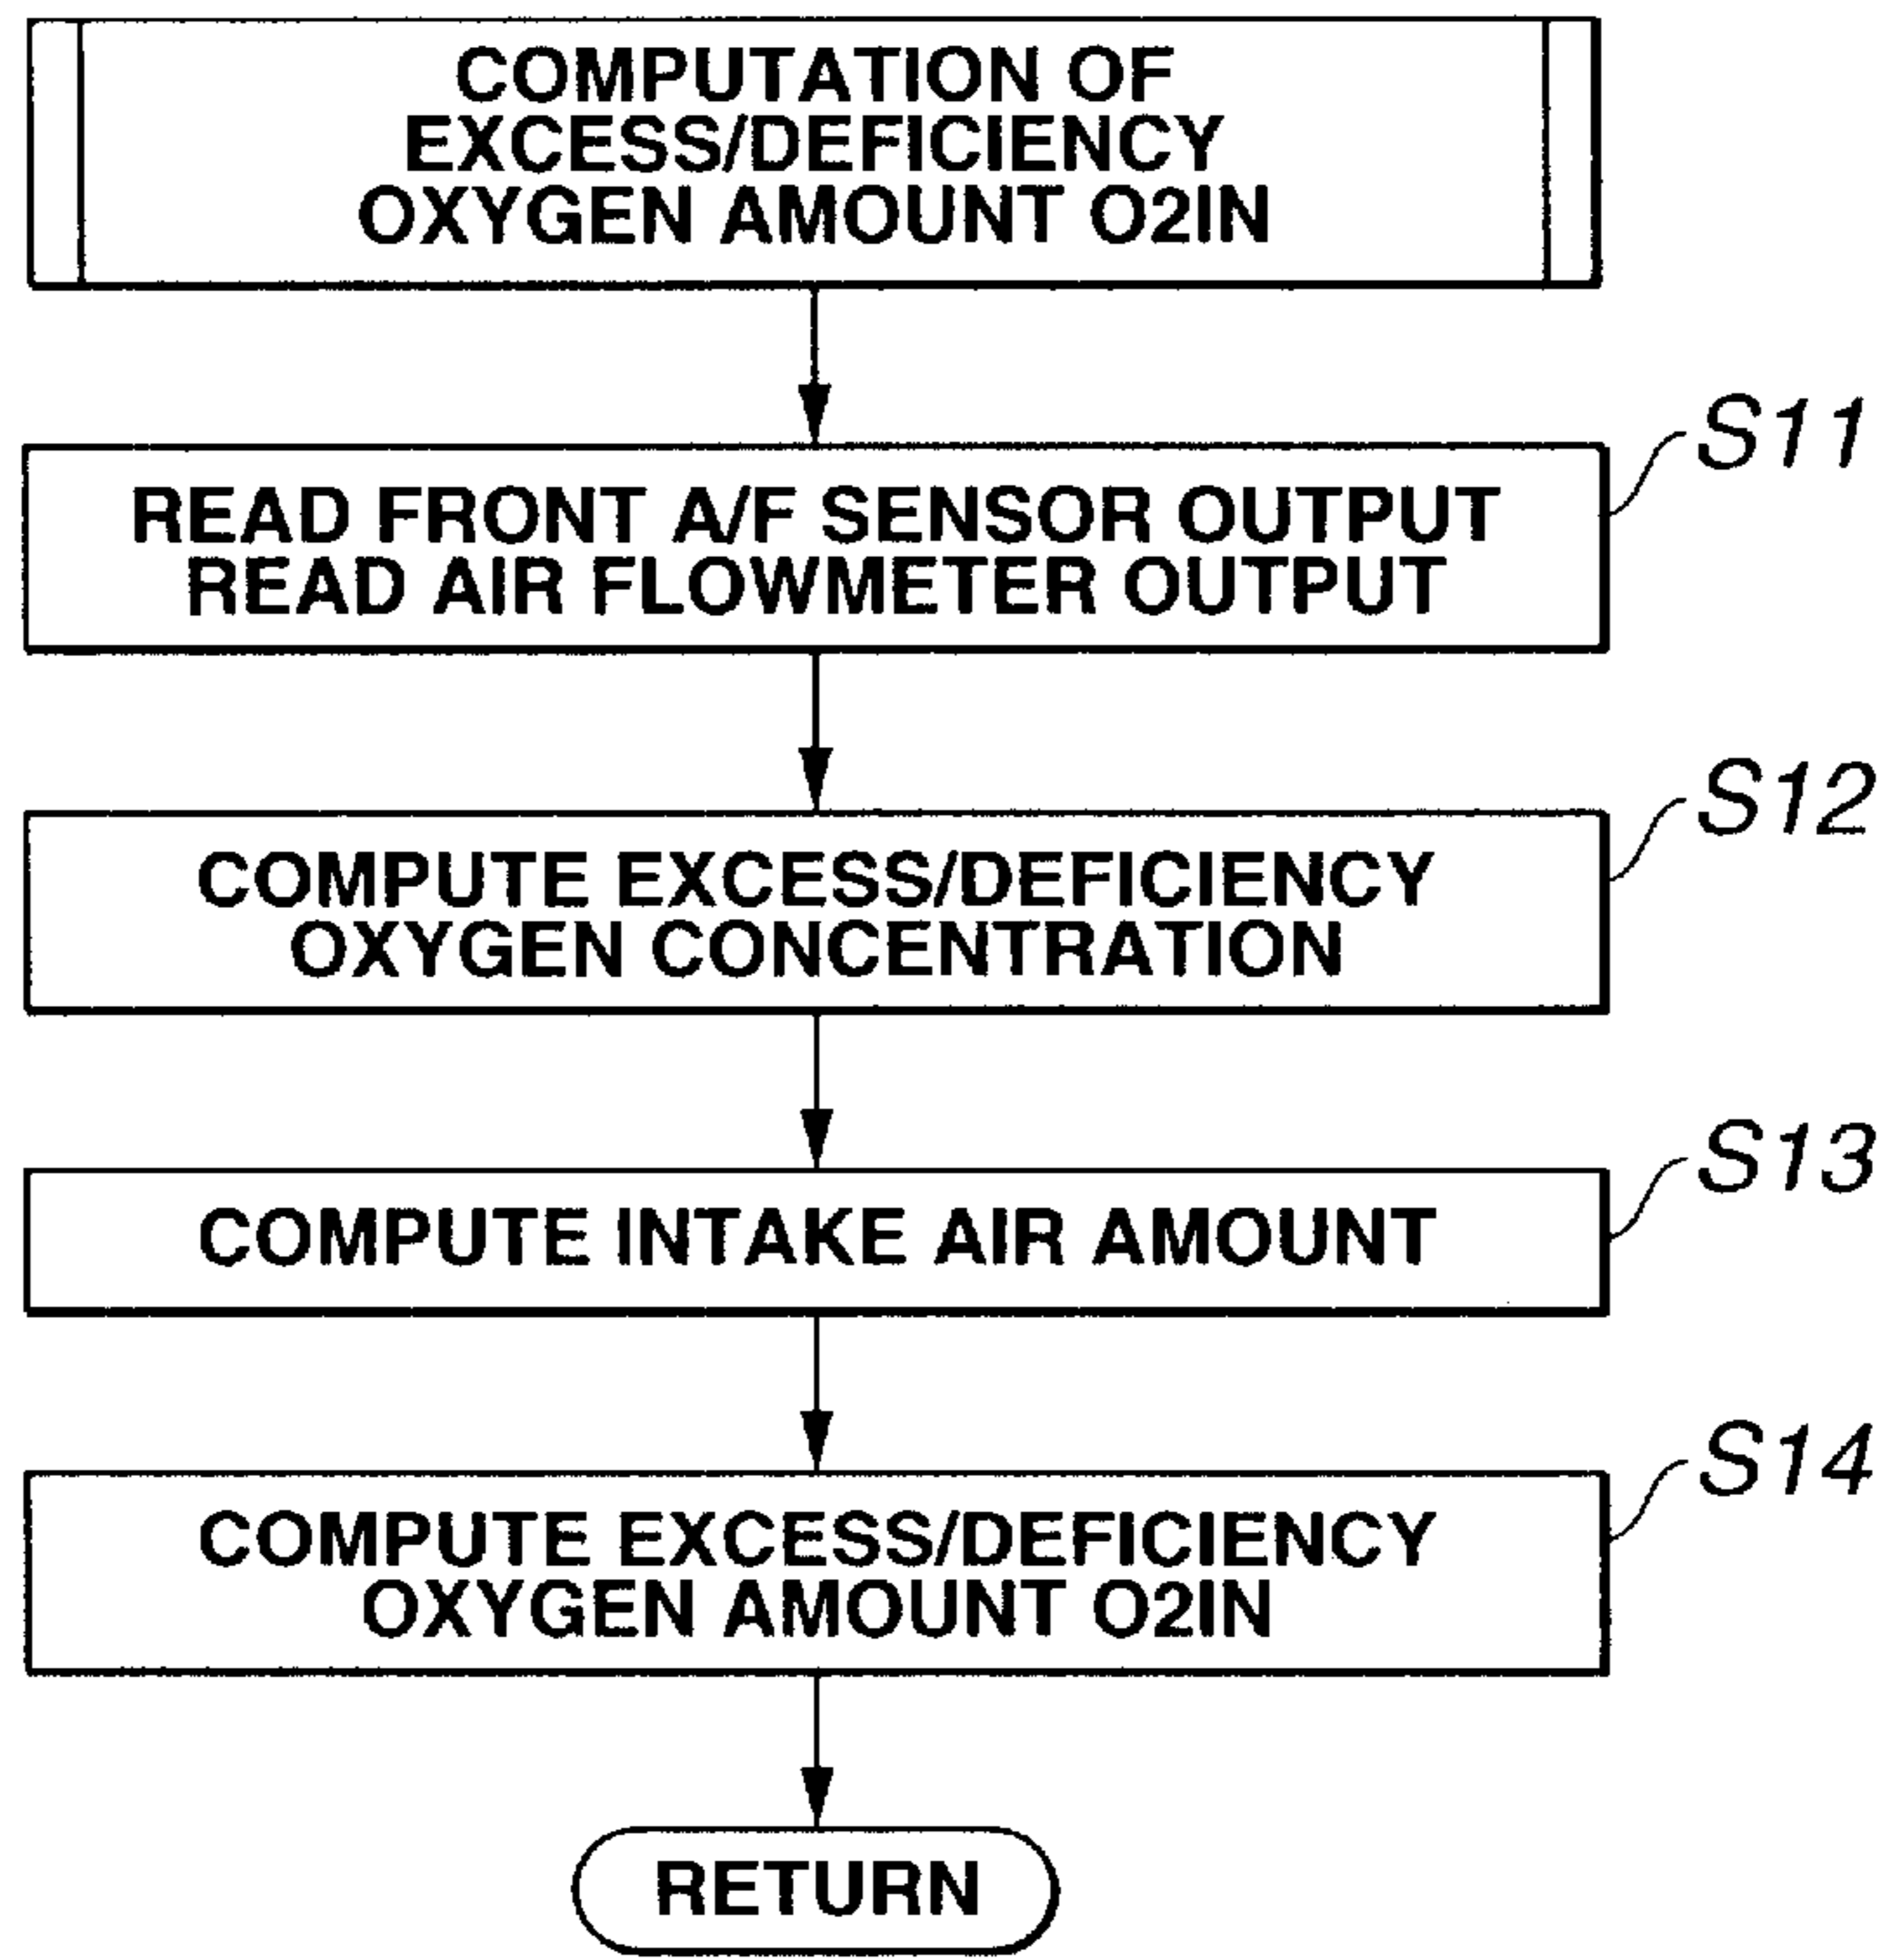 COMPUTATION OF
EXCESS/DEFICIENCY
OXYGEN AMOUNT O2IN
S11
READ FRONT A/F SENSOR OUTPUT
READ AIR FLOWMETER OUTPUT
S12
COMPUTE EXCESS/DEFICIENCY
OXYGEN CONCENTRATION
S13
COMPUTE INTAKE AIR AMOUNT
S14
COMPUTE EXCESS/DEFICIENCY
OXYGEN AMOUNT O2IN
RETURN